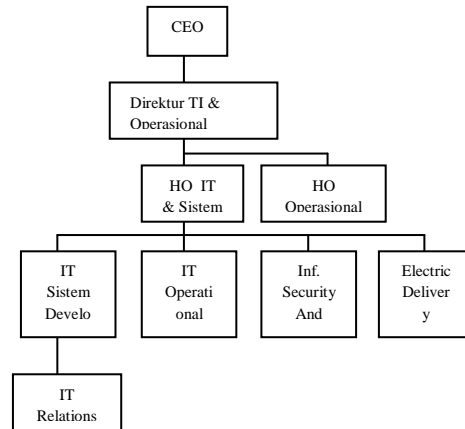 CEO
Direktur TI &
Operasional
HO IT
& Sistem
HO
Operasional
IT
Sistem
Develo
IT
Operati
onal
Inf.
Security
And
Electric
Deliver
y
IT
Relations